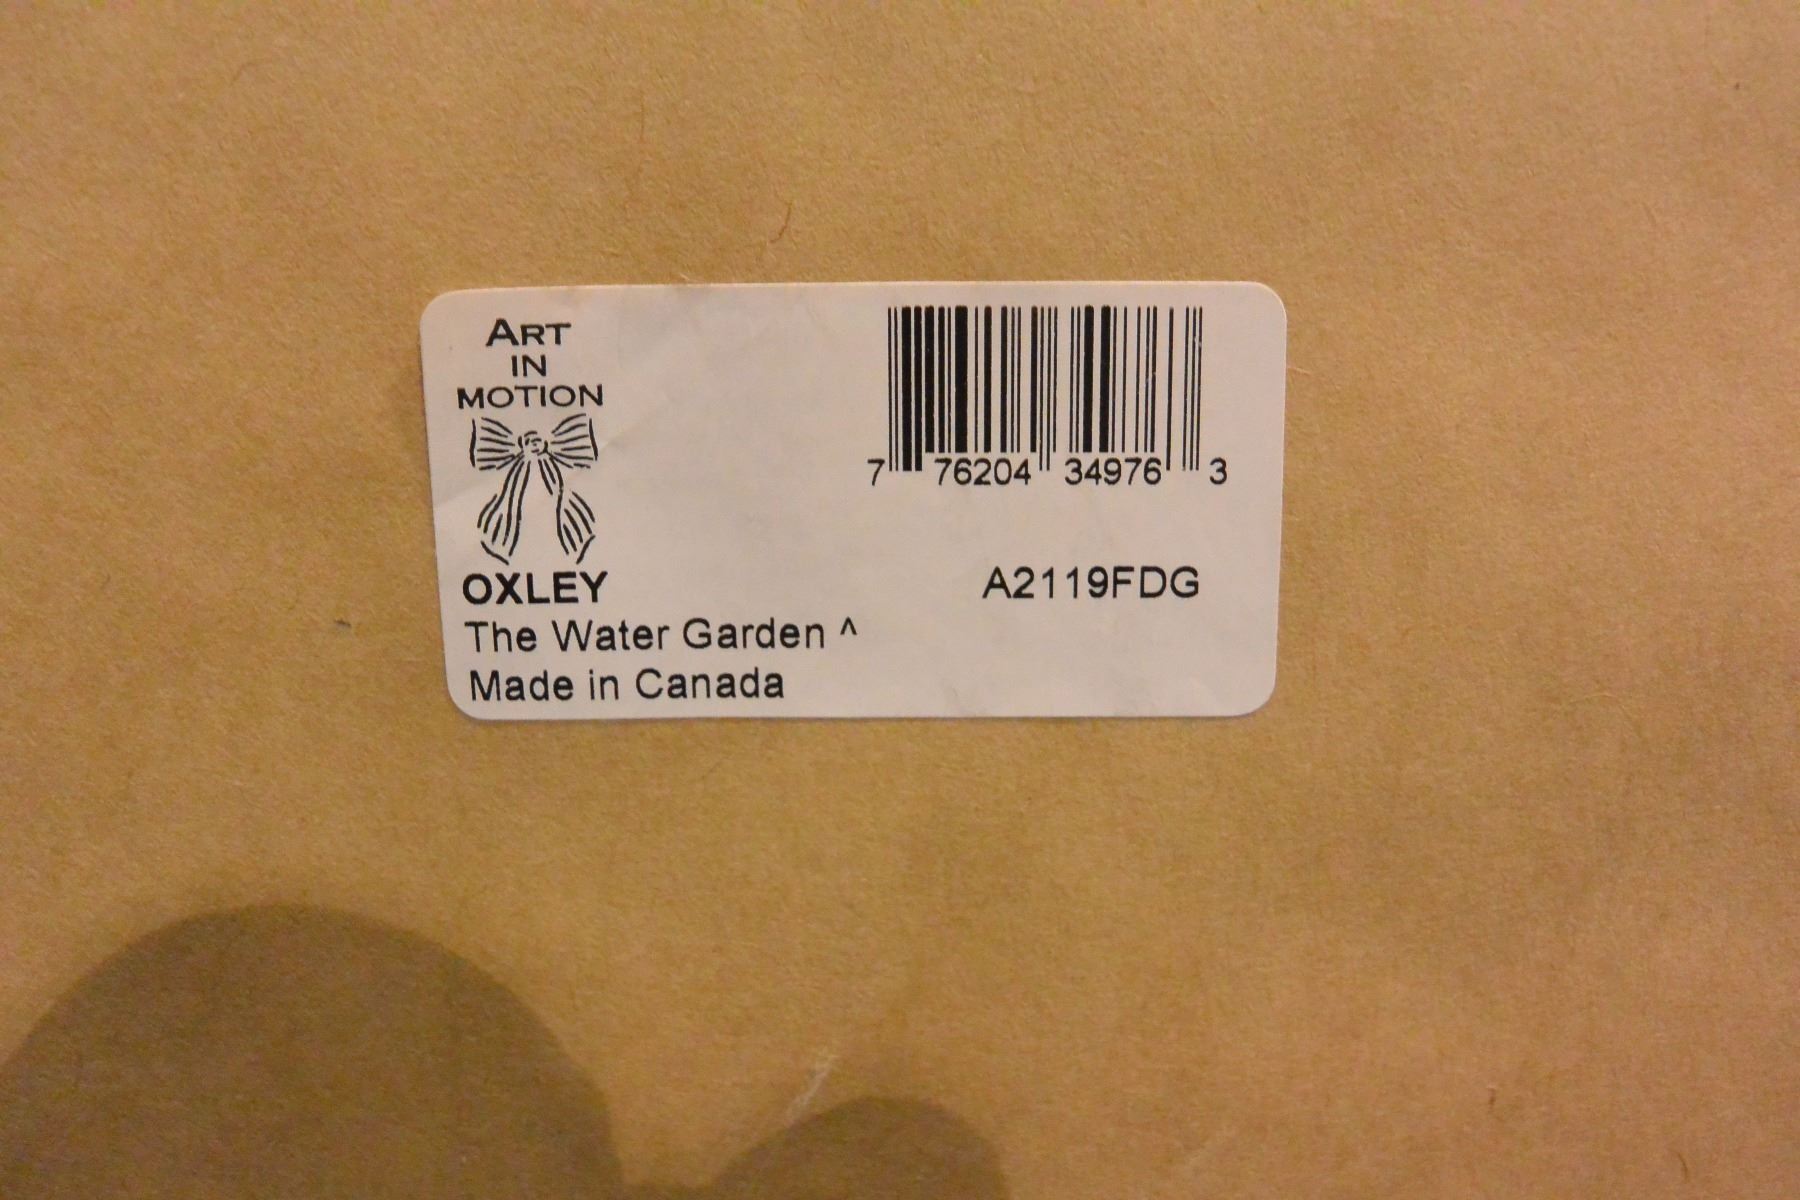 ART
IN
MOTION
7 76204 34976 3
OXLEY
A2119FDG
The Water Garden ^
Made in Canada